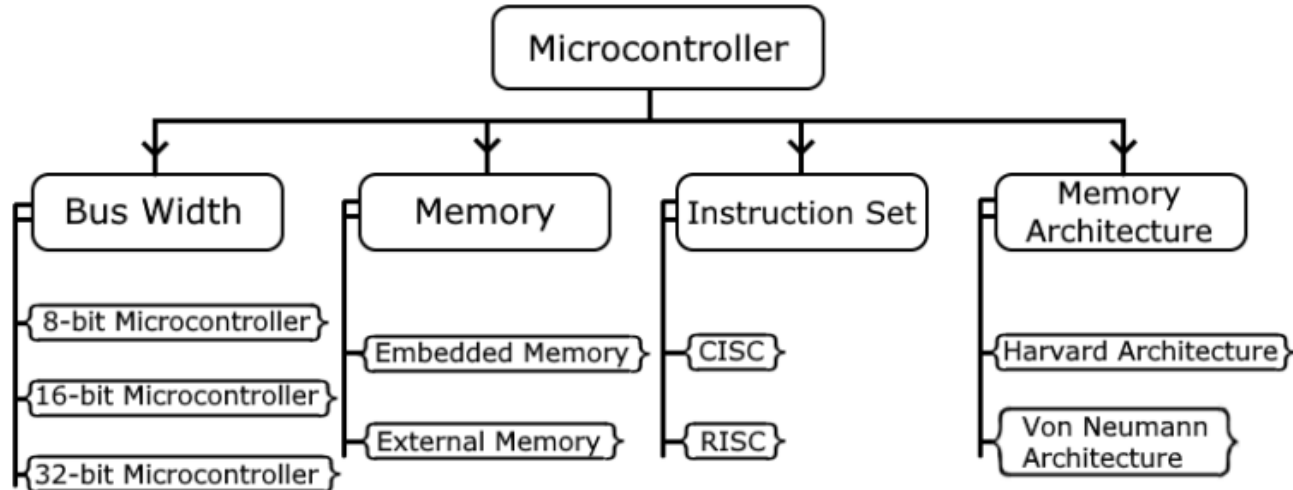 Microcontroller
Bus Width
8-bit Microcontroller
16-bit Microcontroller
32-bit Microcontroller
Memory
Embedded Memory
External Memory
Instruction Set
CISC
RISC
Memory
Architecture
Harvard Architecture
Von Neumann
Architecture